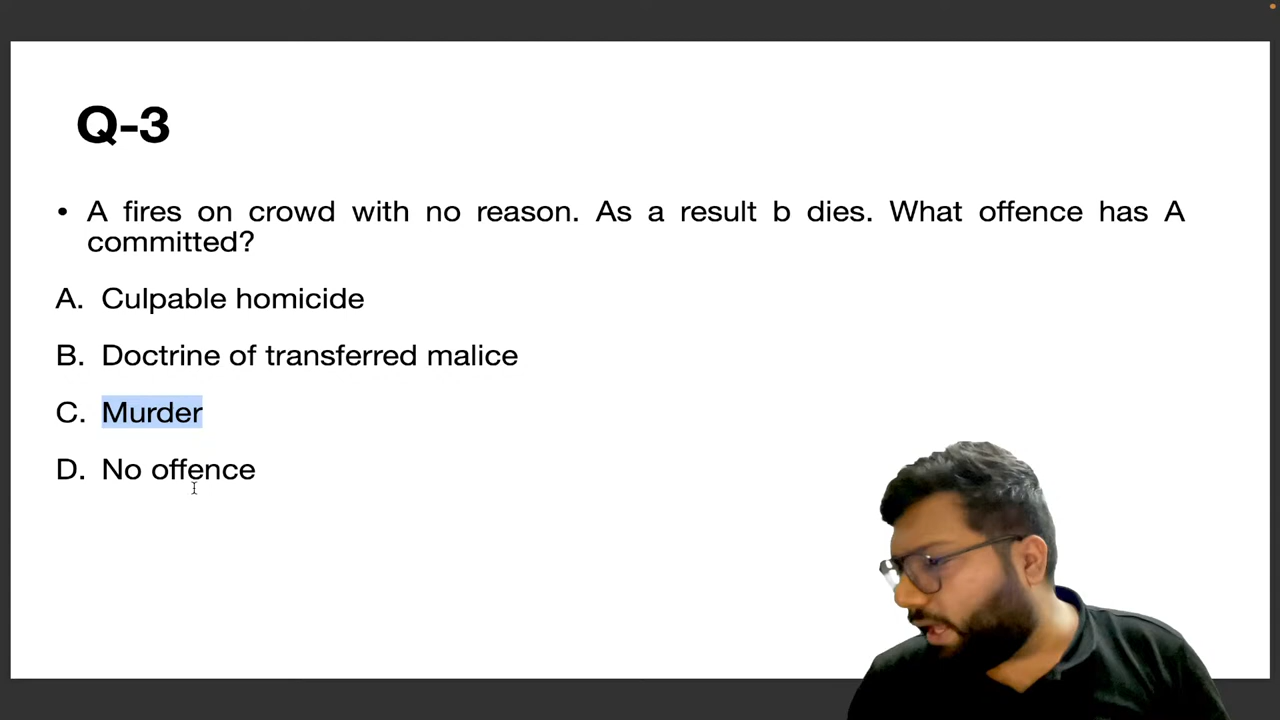 Q-3
• A fires on crowd with no reason. As a result b dies. What offence has A
committed?
A. Culpable homicide
B. Doctrine of transferred malice
C. Murder
D. No offence